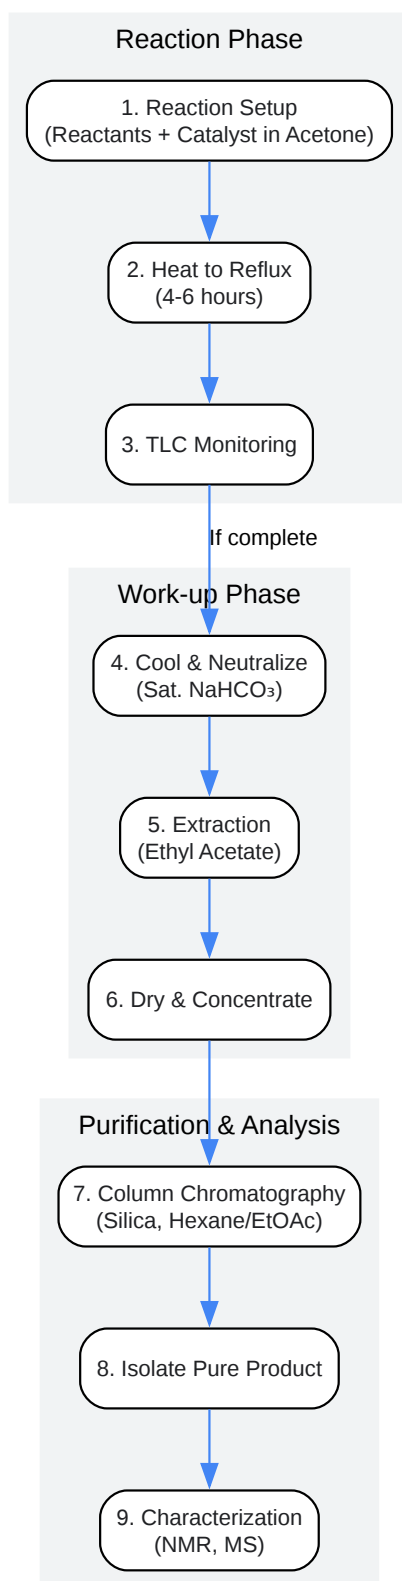 Reaction Phase
1. Reaction Setup
(Reactants + Catalyst in Acetone)
2. Heat to Reflux
(4-6 hours)
3. TLC Monitoring
If complete
Work-up Phase
4. Cool & Neutralize
(Sat. NaHCO₃)
5. Extraction
(Ethyl Acetate)
6. Dry & Concentrate
Purification & Analysis
7. Column Chromatography
(Silica, Hexane/EtOAc)
8. Isolate Pure Product
9. Characterization
(NMR, MS)